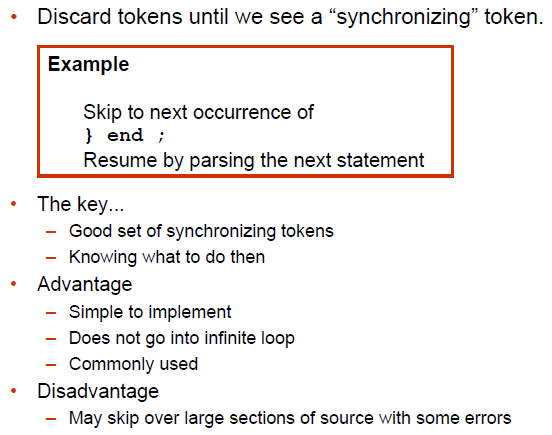 • Discard tokens until we see a “synchronizing” token.
Example
Skip to next occurrence of
} end ;
Resume by parsing the next statement
• The key...
– Good set of synchronizing tokens
– Knowing what to do then
• Advantage
– Simple to implement
– Does not go into infinite loop
– Commonly used
• Disadvantage
– May skip over large sections of source with some errors